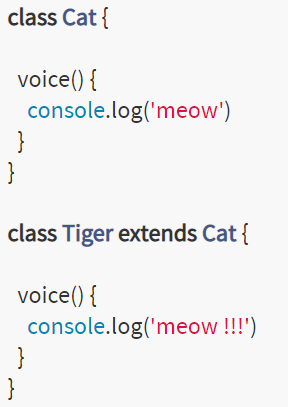 class Cat {
voice() {
console.log('meow')
}
}
class Tiger extends Cat {
voice() {
console.log('meow !!!')
}
}